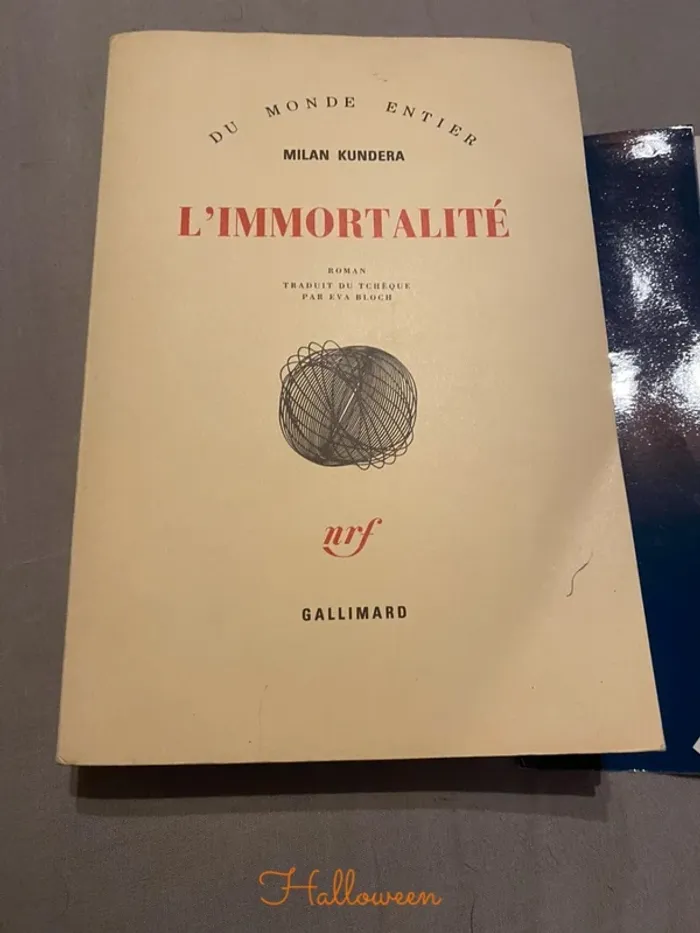 DU MONDE ENTIER
MILAN KUNDERA
L'IMMORTALITÉ
ROMAN
TRADUIT DU TCHÈQUE
PAR EVA BLOCH
nrf
GALLIMARD
Halloween